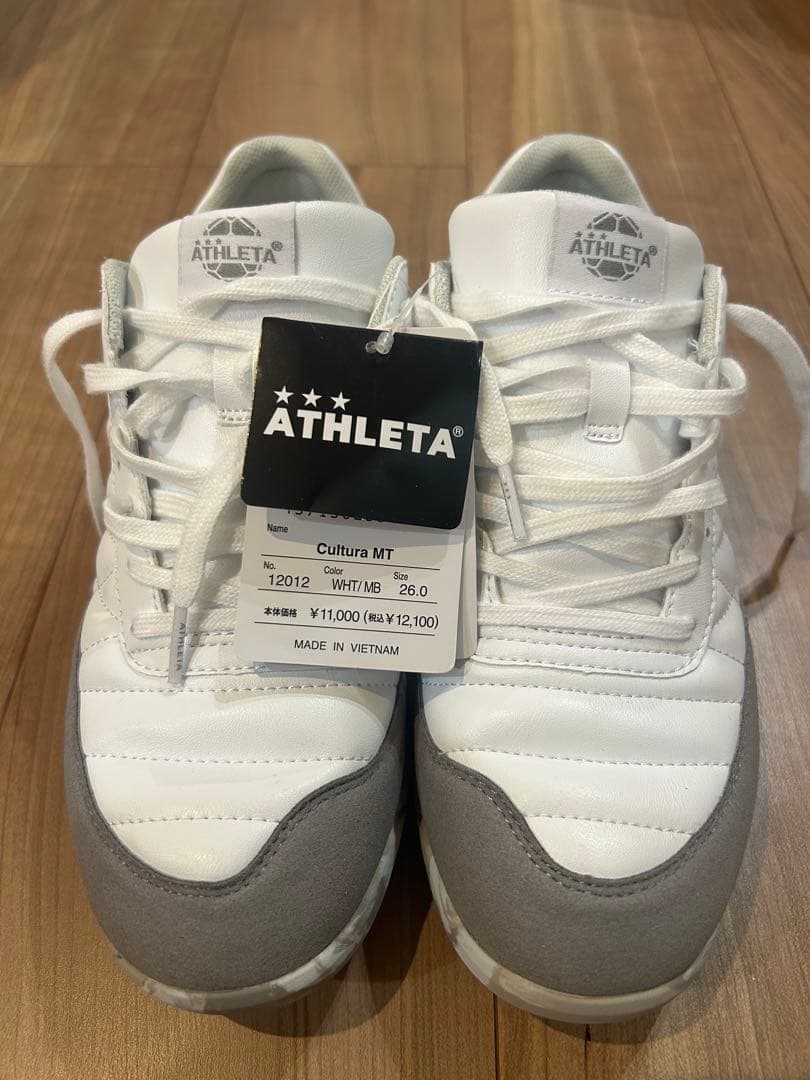 ATHLETA®
ATHLETA®
★★★
ATHLETA®
Name
Cultura MT
No. Color Size
12012 WHT/MB 26.0
本体価格 ¥11,000 (税込¥12,100)
MADE IN VIETNAM
ATHLETA